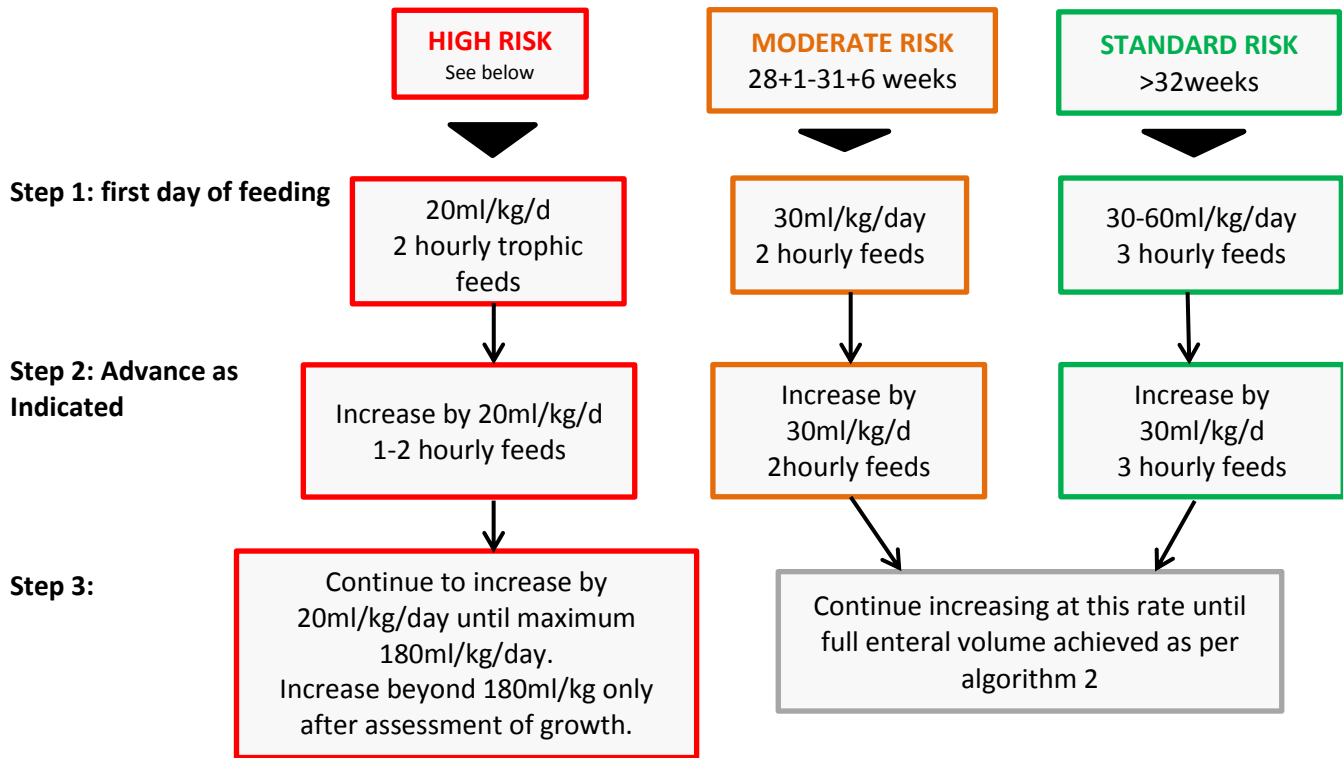 HIGH RISK
See below
MODERATE RISK
28+1-31+6 weeks
STANDARD RISK
>32weeks
Step 1: first day of feeding
20ml/kg/d
2 hourly trophic
feeds
30ml/kg/day
2 hourly feeds
30-60ml/kg/day
3 hourly feeds
Step 2: Advance as
Indicated
Increase by 20ml/kg/d
1-2 hourly feeds
Increase by
30ml/kg/d
2hourly feeds
Increase by
30ml/kg/d
3 hourly feeds
Step 3:
Continue to increase by
20ml/kg/day until maximum
180ml/kg/day.
Increase beyond 180ml/kg only
after assessment of growth.
Continue increasing at this rate until
full enteral volume achieved as per
algorithm 2